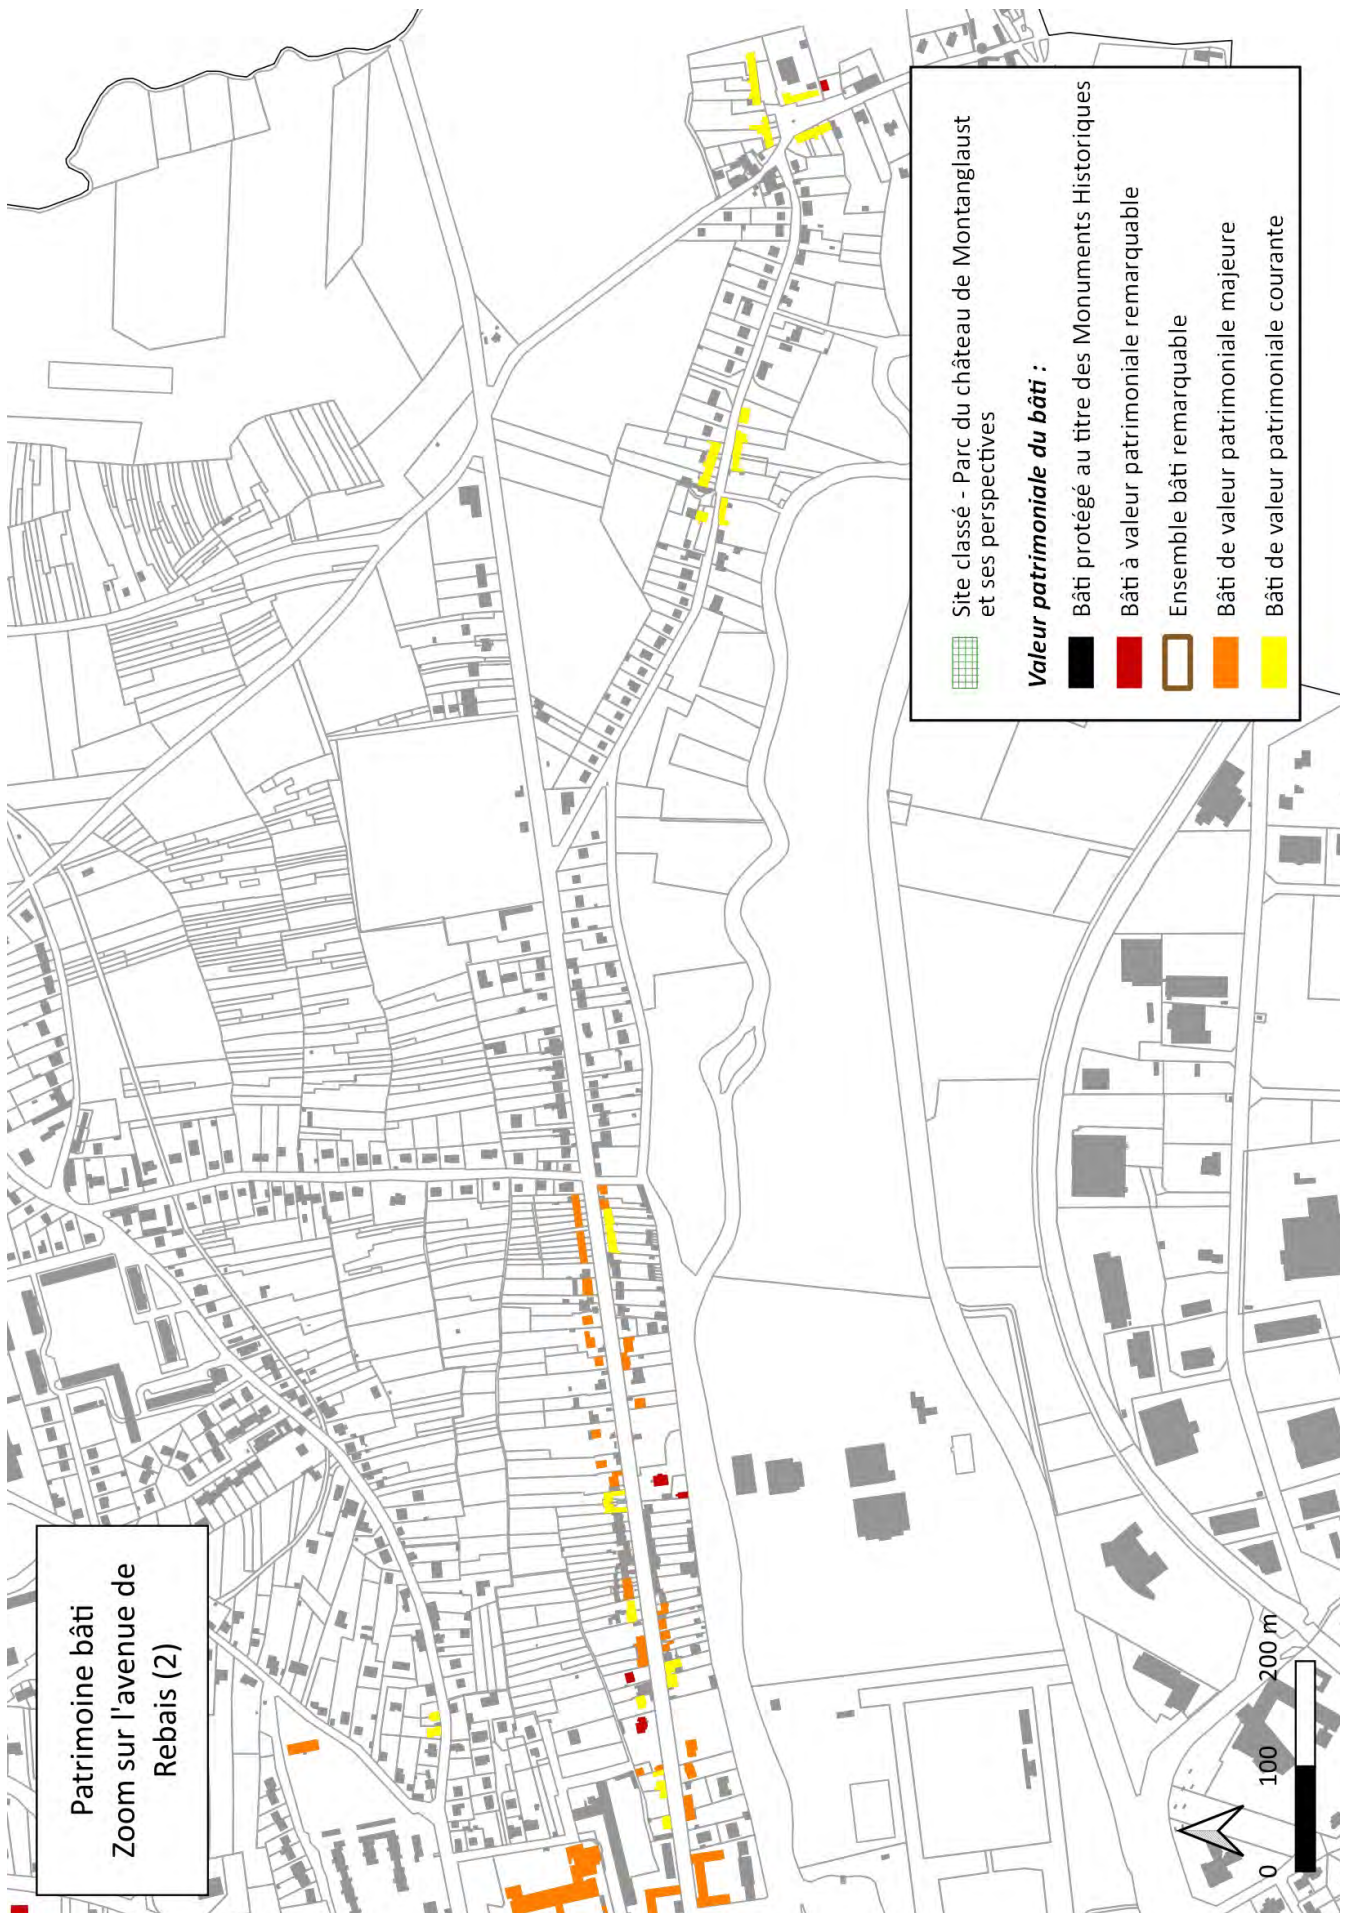 Patrimoine bâti
Zoom sur l'avenue de
Rebais (2)
Site classé - Parc du château de Montanglaust
et ses perspectives
Valeur patrimoniale du bâti :
Bâti protégé au titre des Monuments Historiques
Bâti à valeur patrimoniale remarquable
Ensemble bâti remarquable
Bâti de valeur patrimoniale majeure
Bâti de valeur patrimoniale courante
0 100 200 m